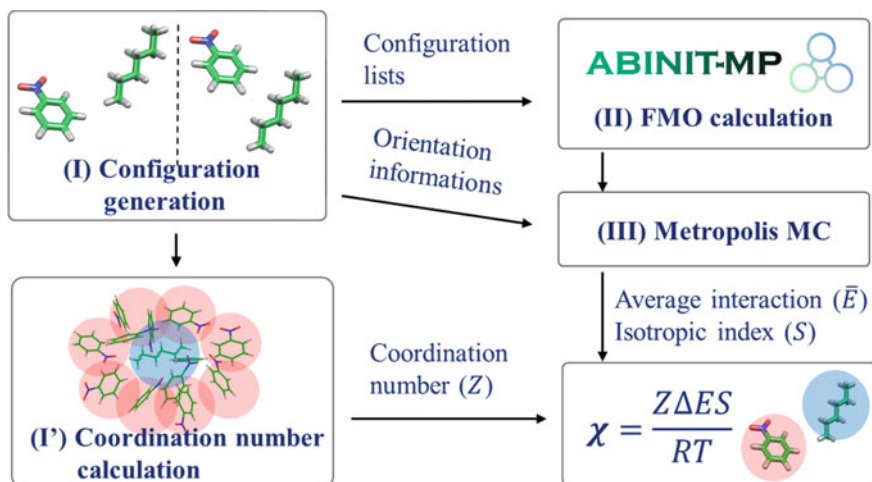 (I) Configuration
generation
Configuration
lists
Orientation
informations
ABINIT-MP
(II) FMO calculation
(III) Metropolis MC
Average interaction (Ē)
Isotropic index (S)
(I’) Coordination number
calculation
Coordination
number (Z)
χ = ZΔES / RT